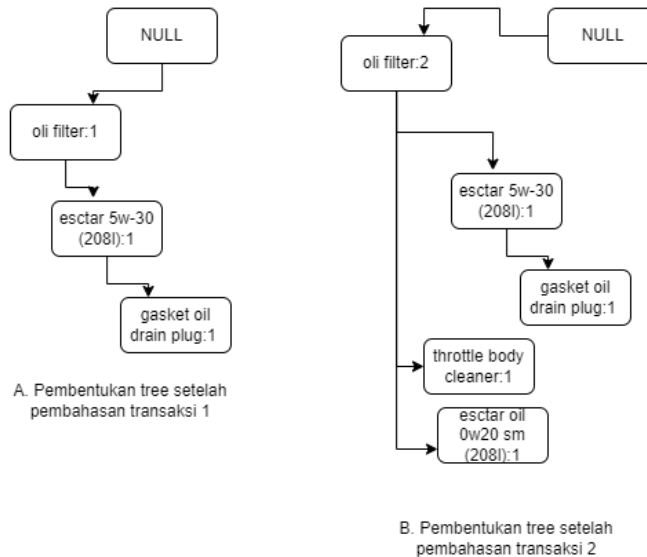 NULL
oli filter:1
esctar 5w-30
(208l):1
gasket oil
drain plug:1
A. Pembentukan tree setelah
pembahasan transaksi 1
NULL
oli filter:2
esctar 5w-30
(208l):1
gasket oil
drain plug:1
throttle body
cleaner:1
esctar oil
0w20 sm
(208l):1
B. Pembentukan tree setelah
pembahasan transaksi 2